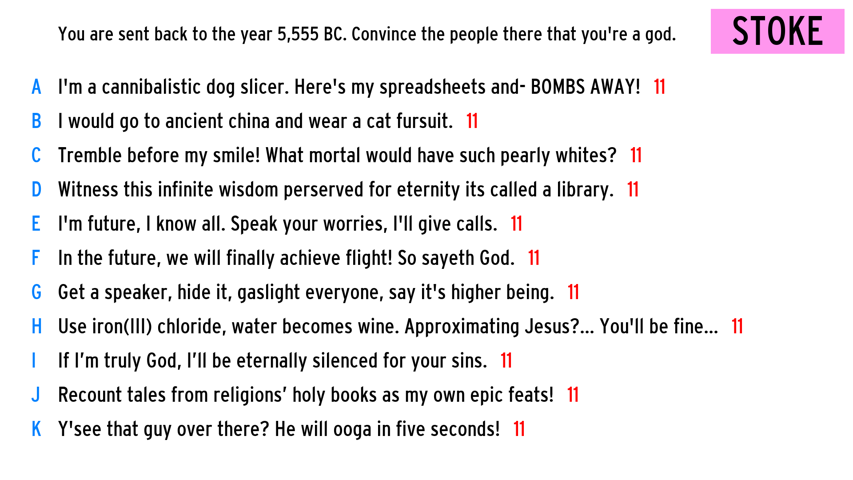 You are sent back to the year 5,555 BC. Convince the people there that you're a god.
STOKE
A I'm a cannibalistic dog slicer. Here's my spreadsheets and- BOMBS AWAY! 11
B I would go to ancient china and wear a cat fursuit. 11
C Tremble before my smile! What mortal would have such pearly whites? 11
D Witness this infinite wisdom perserved for eternity its called a library. 11
E I'm future, I know all. Speak your worries, I'll give calls. 11
F In the future, we will finally achieve flight! So sayeth God. 11
G Get a speaker, hide it, gaslight everyone, say it's higher being. 11
H Use iron(III) chloride, water becomes wine. Approximating Jesus?... You'll be fine... 11
I If I’m truly God, I’ll be eternally silenced for your sins. 11
J Recount tales from religions’ holy books as my own epic feats! 11
K Y'see that guy over there? He will ooga in five seconds! 11